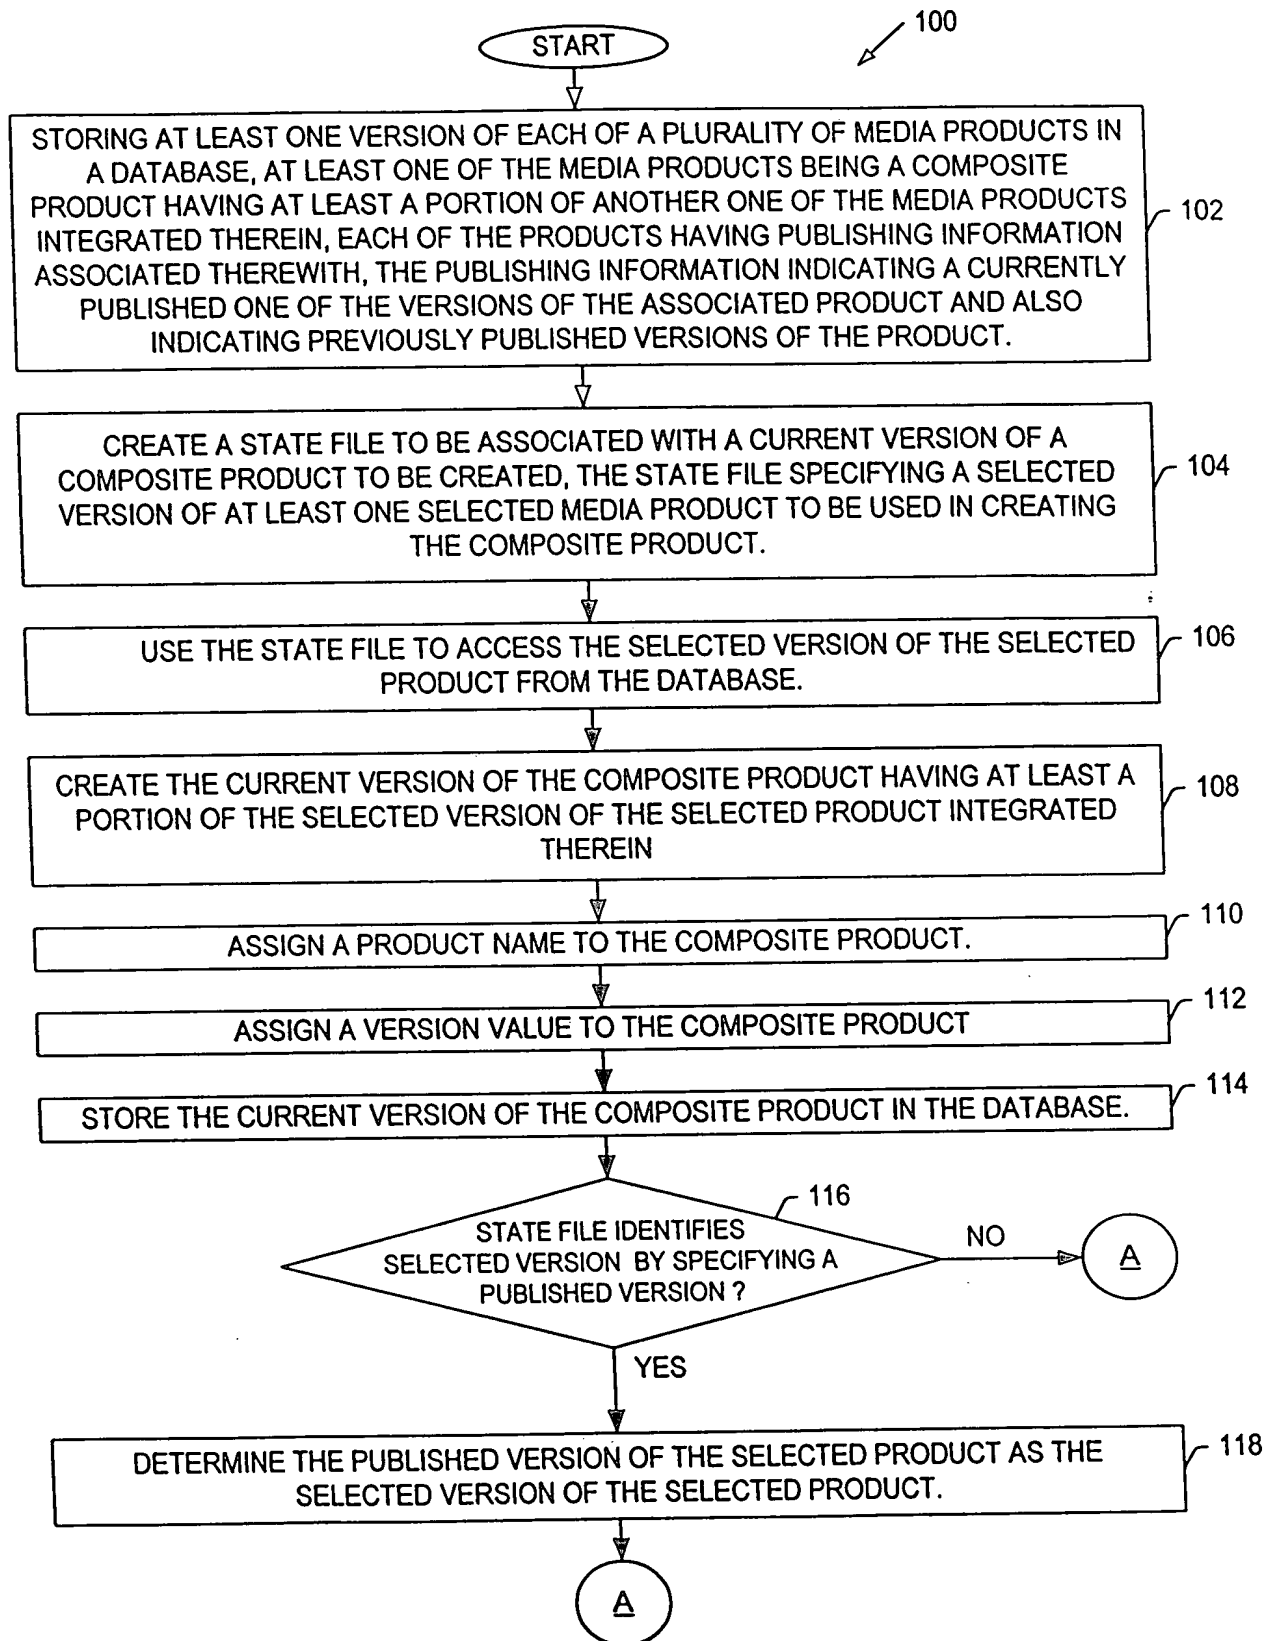 100
START
STORING AT LEAST ONE VERSION OF EACH OF A PLURALITY OF MEDIA PRODUCTS IN
A DATABASE, AT LEAST ONE OF THE MEDIA PRODUCTS BEING A COMPOSITE
PRODUCT HAVING AT LEAST A PORTION OF ANOTHER ONE OF THE MEDIA PRODUCTS
INTEGRATED THEREIN, EACH OF THE PRODUCTS HAVING PUBLISHING INFORMATION
ASSOCIATED THEREWITH, THE PUBLISHING INFORMATION INDICATING A CURRENTLY
PUBLISHED ONE OF THE VERSIONS OF THE ASSOCIATED PRODUCT AND ALSO
INDICATING PREVIOUSLY PUBLISHED VERSIONS OF THE PRODUCT.
102
CREATE A STATE FILE TO BE ASSOCIATED WITH A CURRENT VERSION OF A
COMPOSITE PRODUCT TO BE CREATED, THE STATE FILE SPECIFYING A SELECTED
VERSION OF AT LEAST ONE SELECTED MEDIA PRODUCT TO BE USED IN CREATING
THE COMPOSITE PRODUCT.
104
USE THE STATE FILE TO ACCESS THE SELECTED VERSION OF THE SELECTED
PRODUCT FROM THE DATABASE.
106
CREATE THE CURRENT VERSION OF THE COMPOSITE PRODUCT HAVING AT LEAST A
PORTION OF THE SELECTED VERSION OF THE SELECTED PRODUCT INTEGRATED
THEREIN
108
ASSIGN A PRODUCT NAME TO THE COMPOSITE PRODUCT.
110
ASSIGN A VERSION VALUE TO THE COMPOSITE PRODUCT
112
STORE THE CURRENT VERSION OF THE COMPOSITE PRODUCT IN THE DATABASE.
114
116
STATE FILE IDENTIFIES
SELECTED VERSION BY SPECIFYING A
PUBLISHED VERSION ?
NO
A
YES
DETERMINE THE PUBLISHED VERSION OF THE SELECTED PRODUCT AS THE
SELECTED VERSION OF THE SELECTED PRODUCT.
118
A